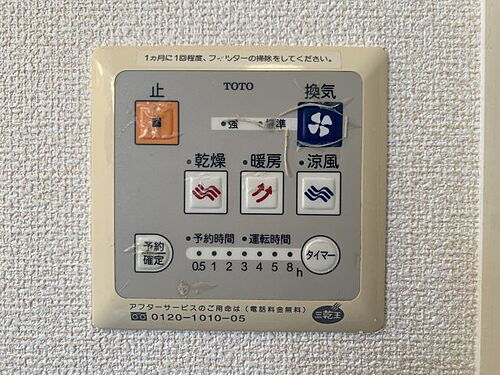 1ヵ月に1回程度、フィルターの掃除をしてください。
TOTO
止 換気
強 標準
乾燥 暖房 涼風
予約時間 運転時間
予約確定 タイマー
0.5 1 2 3 4 5 6 8 h
アフターサービスのご用命は(電話料金無料)
0120-1010-05
三乾王